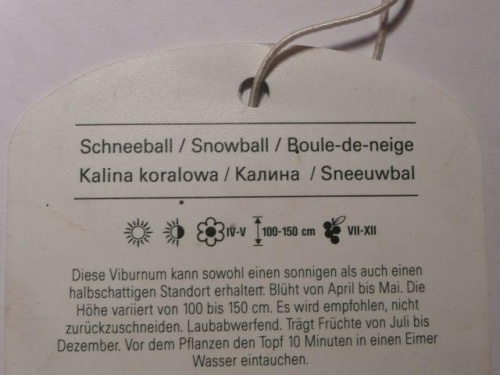 Schneeball / Snowball / Boule-de-neige
Kalina koralowa / Калина / Sneeuwbal
IV-V 100-150 cm VII-XII
Diese Viburnum kann sowohl einen sonnigen als auch einen
halbschattigen Standort erhalten. Blüht von April bis Mai. Die
Höhe variiert von 100 bis 150 cm. Es wird empfohlen, nicht
zurückzuschneiden. Laubabwerfend. Trägt Früchte von Juli bis
Dezember. Vor dem Pflanzen den Topf 10 Minuten in einen Eimer
Wasser eintauchen.